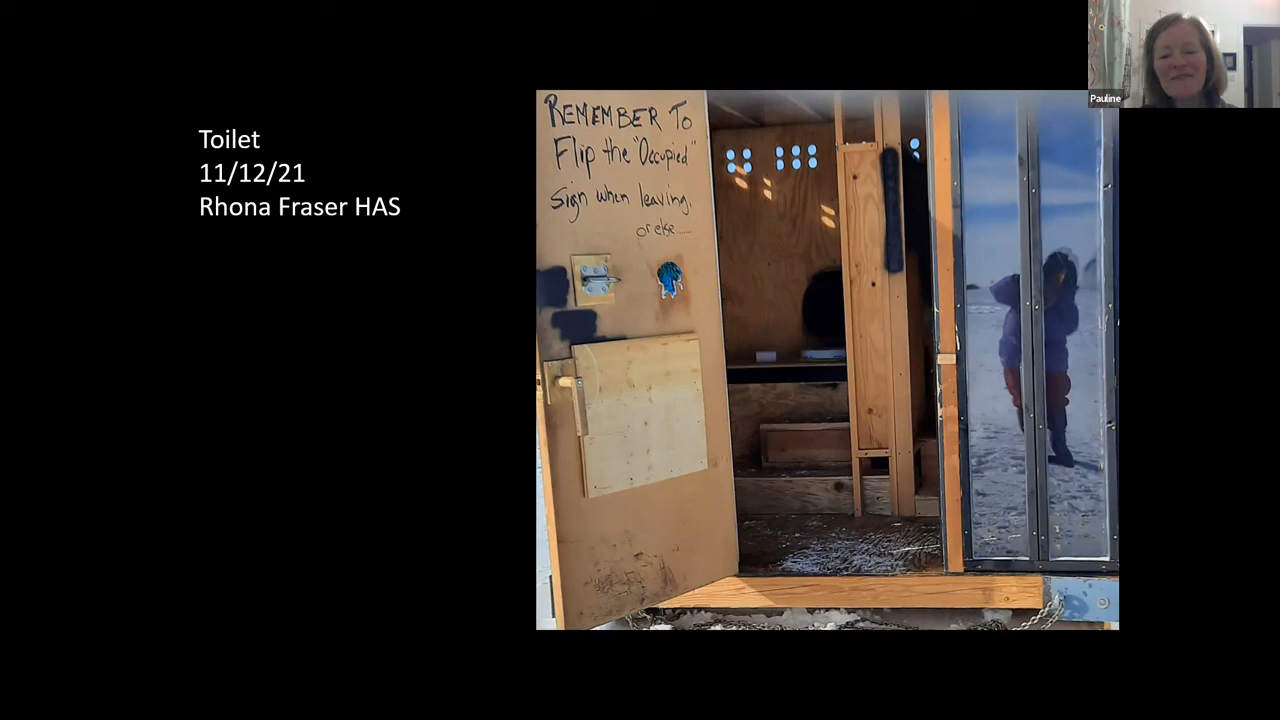 Toilet
11/12/21
Rhona Fraser HAS
REMEMBER TO
Flip the "Occupied"
sign when leaving,
or else.....
Pauline